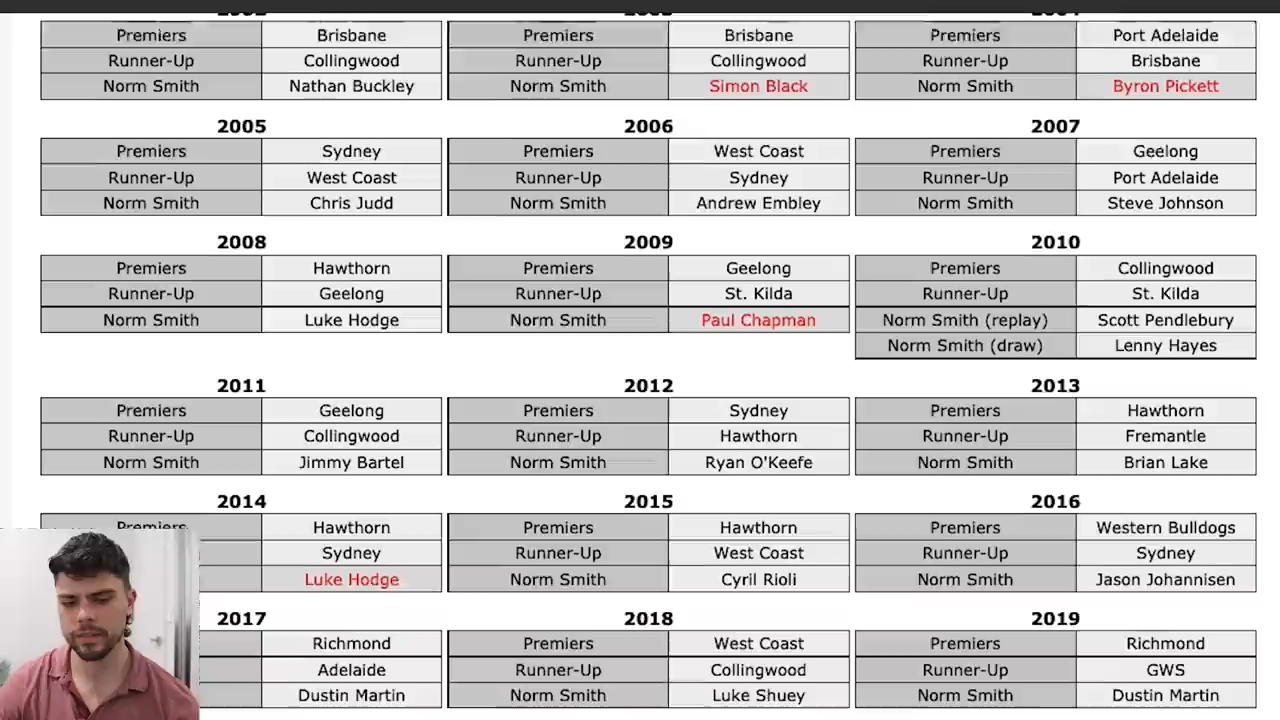 Premiers Brisbane Premiers Brisbane Premiers Port Adelaide
Runner-Up Collingwood Runner-Up Collingwood Runner-Up Brisbane
Norm Smith Nathan Buckley Norm Smith Simon Black Norm Smith Byron Pickett
2005 2006 2007
Premiers Sydney Premiers West Coast Premiers Geelong
Runner-Up West Coast Runner-Up Sydney Runner-Up Port Adelaide
Norm Smith Chris Judd Norm Smith Andrew Embley Norm Smith Steve Johnson
2008 2009 2010
Premiers Hawthorn Premiers Geelong Premiers Collingwood
Runner-Up Geelong Runner-Up St. Kilda Runner-Up St. Kilda
Norm Smith Luke Hodge Norm Smith Paul Chapman Norm Smith (replay) Scott Pendlebury
Norm Smith (draw) Lenny Hayes
2011 2012 2013
Premiers Geelong Premiers Sydney Premiers Hawthorn
Runner-Up Collingwood Runner-Up Hawthorn Runner-Up Fremantle
Norm Smith Jimmy Bartel Norm Smith Ryan O'Keefe Norm Smith Brian Lake
2014 2015 2016
Premiers Hawthorn Premiers Hawthorn Premiers Western Bulldogs
Sydney Runner-Up West Coast Runner-Up Sydney
Luke Hodge Norm Smith Cyril Rioli Norm Smith Jason Johannisen
2017 2018 2019
Richmond Premiers West Coast Premiers Richmond
Adelaide Runner-Up Collingwood Runner-Up GWS
Dustin Martin Norm Smith Luke Shuey Norm Smith Dustin Martin